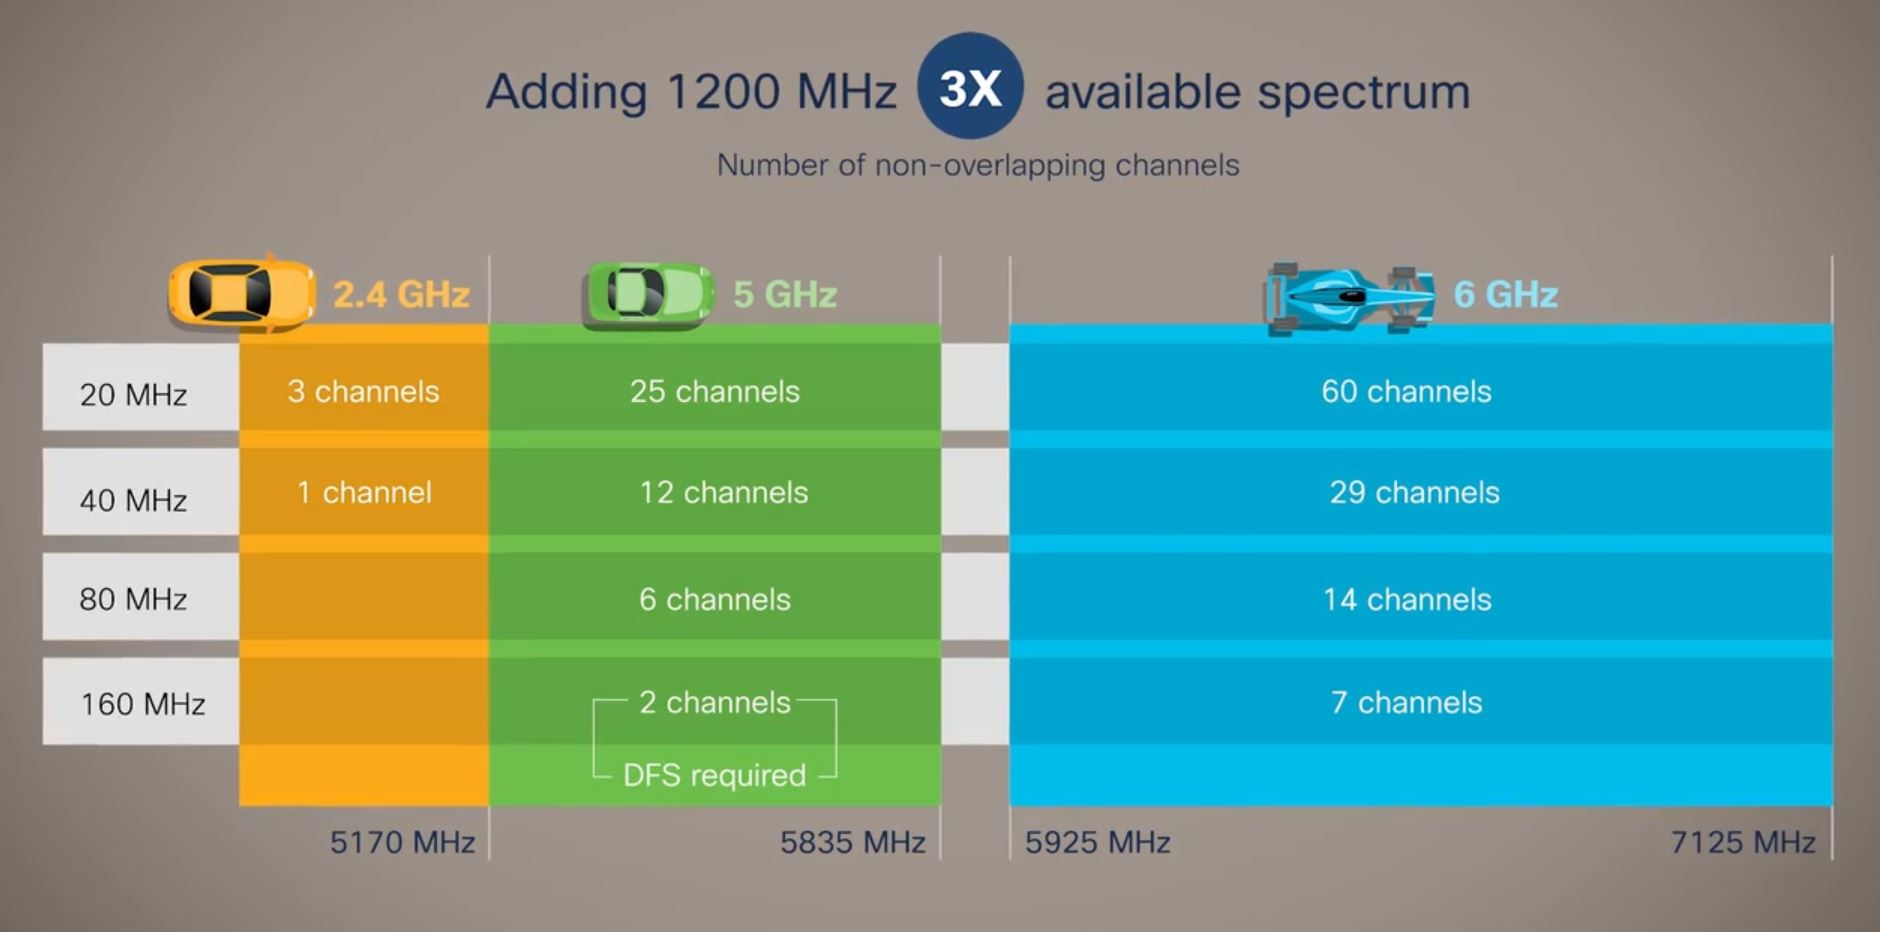 Adding 1200 MHz 3X available spectrum
Number of non-overlapping channels
2.4 GHz 5 GHz 6 GHz
20 MHz 3 channels 25 channels 60 channels
40 MHz 1 channel 12 channels 29 channels
80 MHz 6 channels 14 channels
160 MHz 2 channels 7 channels
DFS required
5170 MHz 5835 MHz 5925 MHz 7125 MHz